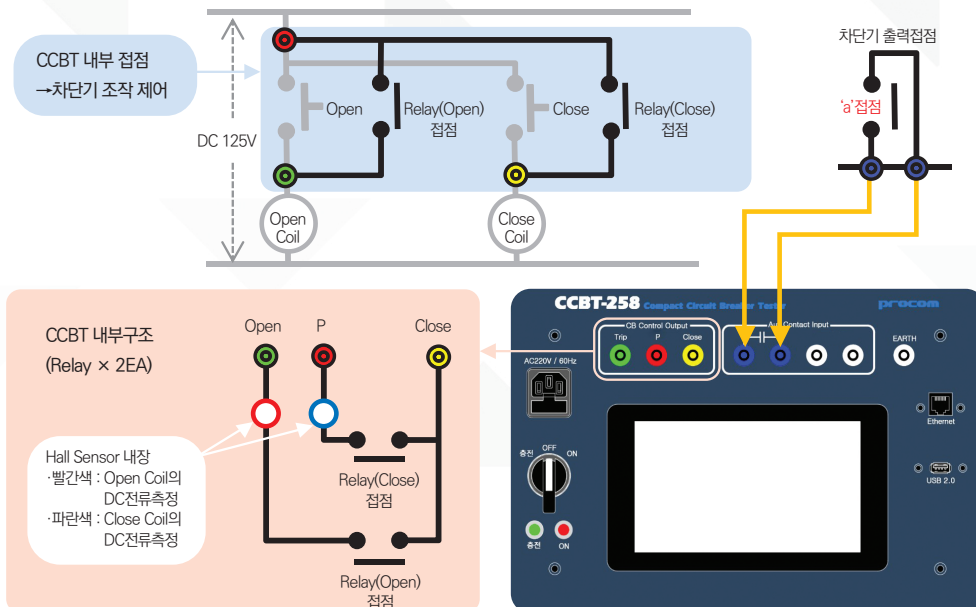 CCBT 내부 접점
→차단기 조작 제어
DC 125V
Open
Relay(Open)
접점
Close
Relay(Close)
접점
Open
Coil
Close
Coil
차단기 출력접점
'a'접점
CCBT 내부구조
(Relay × 2EA)
Open
P
Close
Hall Sensor 내장
·빨간색 : Open Coil의
DC전류측정
·파란색 : Close Coil의
DC전류측정
Relay(Close)
접점
Relay(Open)
접점
CCBT-258 Compact Circuit Breaker Tester
procom
CB Control Output
Trip
P
Close
Aux Contact Input
EARTH
AC220V / 60Hz
Ethernet
USB 2.0
충전
OFF
ON
충전
ON